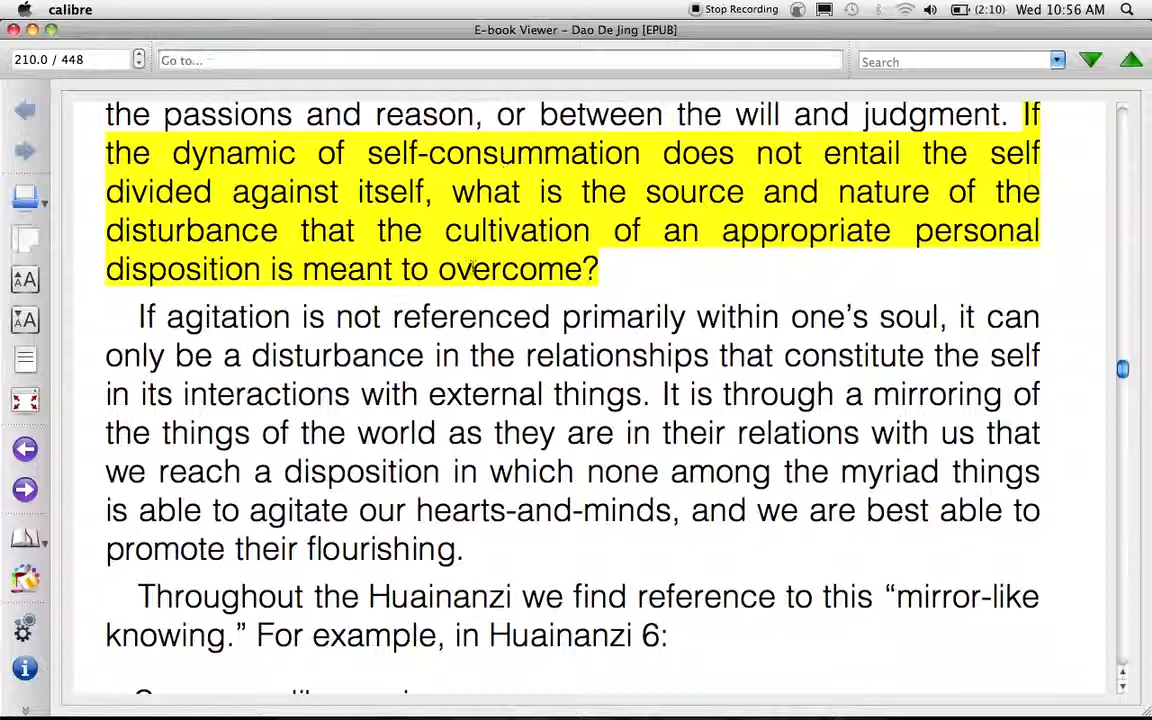 calibre
Stop Recording
(2:10) Wed 10:56 AM
E-book Viewer – Dao De Jing [EPUB]
210.0 / 448
Go to...
Search
the passions and reason, or between the will and judgment. If
the dynamic of self-consummation does not entail the self
divided against itself, what is the source and nature of the
disturbance that the cultivation of an appropriate personal
disposition is meant to overcome?
If agitation is not referenced primarily within one’s soul, it can
only be a disturbance in the relationships that constitute the self
in its interactions with external things. It is through a mirroring of
the things of the world as they are in their relations with us that
we reach a disposition in which none among the myriad things
is able to agitate our hearts-and-minds, and we are best able to
promote their flourishing.
Throughout the Huainanzi we find reference to this “mirror-like
knowing.” For example, in Huainanzi 6: